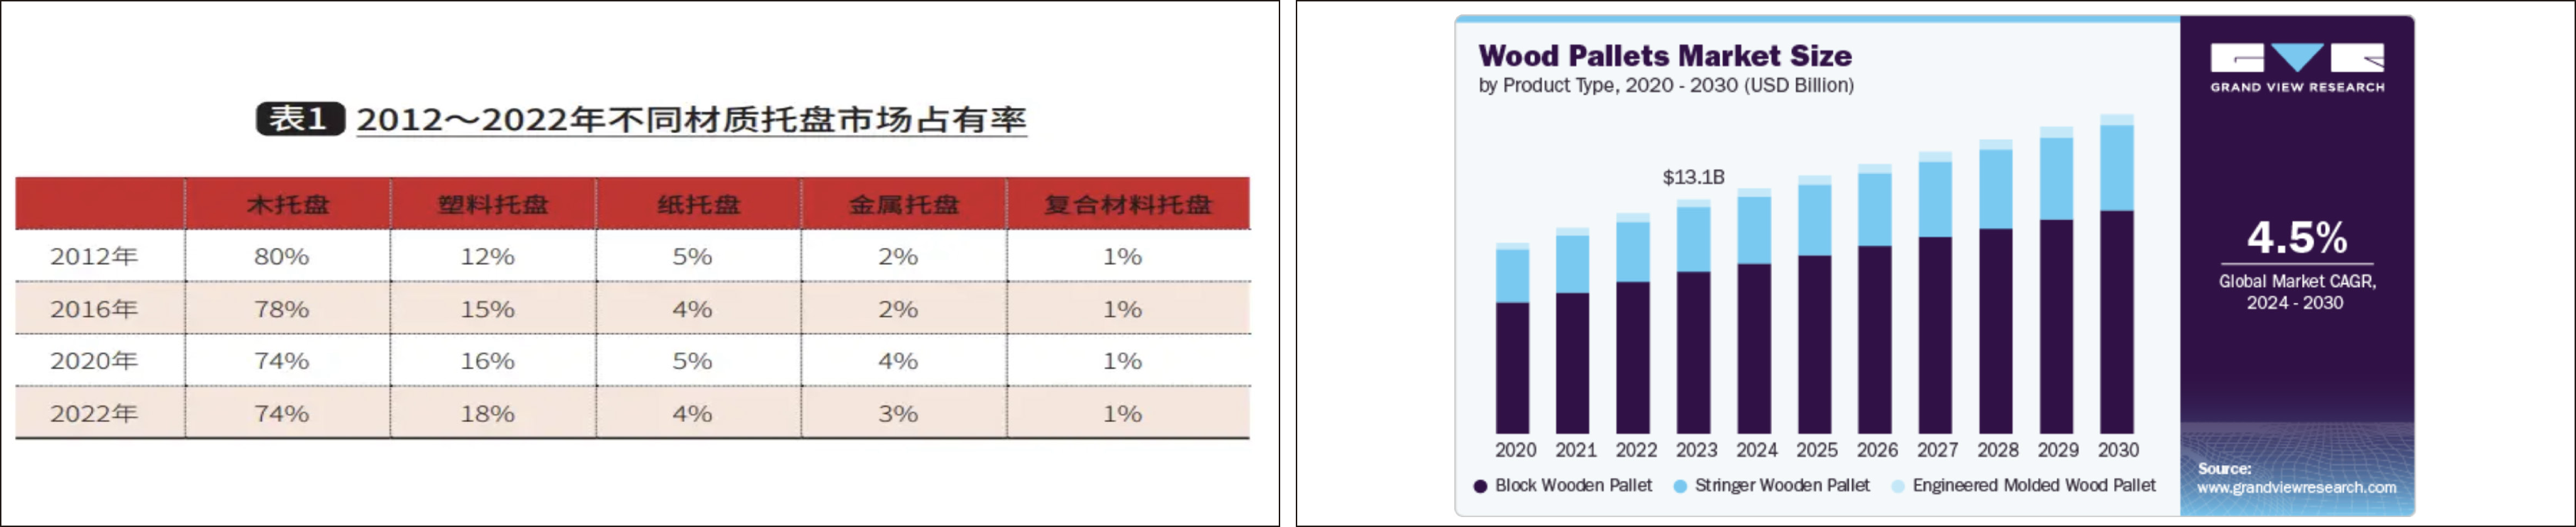 表1 2012～2022年不同材质托盘市场占有率
木托盘 塑料托盘 纸托盘 金属托盘 复合材料托盘
2012年 80% 12% 5% 2% 1%
2016年 78% 15% 4% 2% 1%
2020年 74% 16% 5% 4% 1%
2022年 74% 18% 4% 3% 1%
Wood Pallets Market Size
by Product Type, 2020 - 2030 (USD Billion)
$13.1B
2020 2021 2022 2023 2024 2025 2026 2027 2028 2029 2030
Block Wooden Pallet Stringer Wooden Pallet Engineered Molded Wood Pallet
GRAND VIEW RESEARCH
4.5%
Global Market CAGR,
2024 - 2030
Source:
www.grandviewresearch.com